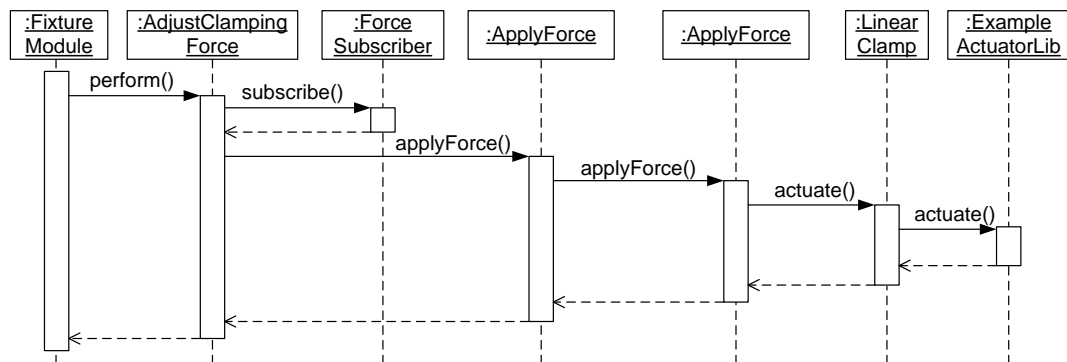 :Fixture
Module
:AdjustClamping
Force
:Force
Subscriber
:ApplyForce
:ApplyForce
:Linear
Clamp
:Example
ActuatorLib
perform()
subscribe()
applyForce()
applyForce()
actuate()
actuate()